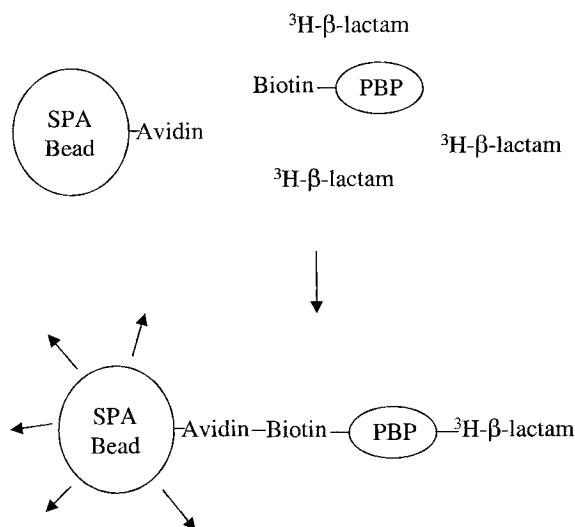 ³H-β-lactam
Biotin PBP
SPA
Bead
Avidin
³H-β-lactam
³H-β-lactam
SPA
Bead
Avidin–Biotin PBP ³H-β-lactam